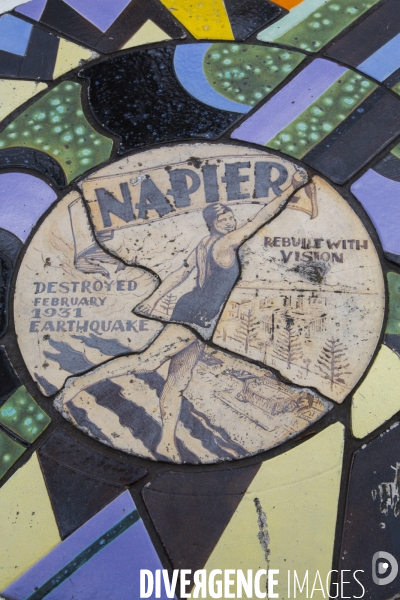 NAPIER
REBUILT WITH
VISION
DESTROYED
FEBRUARY
1931
EARTHQUAKE
DIVERGENCE IMAGES